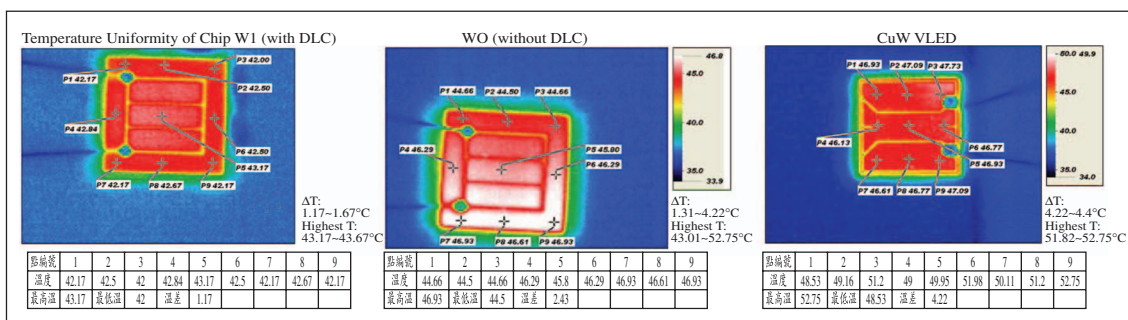 Temperature Uniformity of Chip W1 (with DLC)
P1 42.17
P3 42.00
P2 42.50
P4 42.84
P6 42.50
P5 43.17
P7 42.17
P8 42.67
P9 42.17
ΔT:
1.17~1.67°C
Highest T:
43.17~43.67°C
點編號 1 2 3 4 5 6 7 8 9
溫度 42.17 42.5 42 42.84 43.17 42.5 42.17 42.67 42.17
最高溫 43.17 最低溫 42 溫差 1.17
WO (without DLC)
P1 44.66
P2 44.50
P3 44.66
P4 46.29
P5 45.80
P6 46.29
P7 46.93
P8 46.61
P9 46.93
46.8
45.0
40.0
35.0
33.9
ΔT:
1.31~4.22°C
Highest T:
43.01~52.75°C
點編號 1 2 3 4 5 6 7 8 9
溫度 44.66 44.5 44.66 46.29 45.8 46.29 46.93 46.61 46.93
最高溫 46.93 最低溫 44.5 溫差 2.43
CuW VLED
P1 46.93
P2 47.09
P3 47.73
P4 46.13
P6 46.77
P5 46.93
P7 46.61
P8 46.77
P9 47.09
50.0 49.9
45.0
40.0
35.0
34.0
ΔT:
4.22~4.4°C
Highest T:
51.82~52.75°C
點編號 1 2 3 4 5 6 7 8 9
溫度 48.53 49.16 51.2 49 49.95 51.98 50.11 51.2 52.75
最高溫 52.75 最低溫 48.53 溫差 4.22